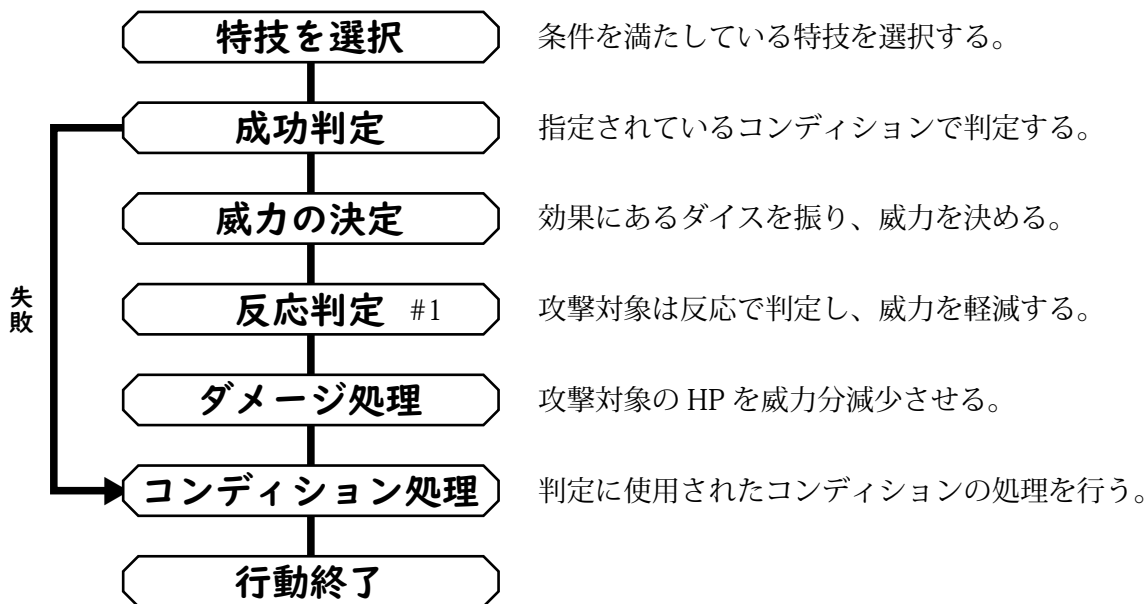 特技を選択 条件を満たしている特技を選択する。
成功判定 指定されているコンディションで判定する。
威力の決定 効果にあるダイスを振り、威力を決める。
失敗
反応判定 #1 攻撃対象は反応で判定し、威力を軽減する。
ダメージ処理 攻撃対象の HP を威力分減少させる。
コンディション処理 判定に使用されたコンディションの処理を行う。
行動終了